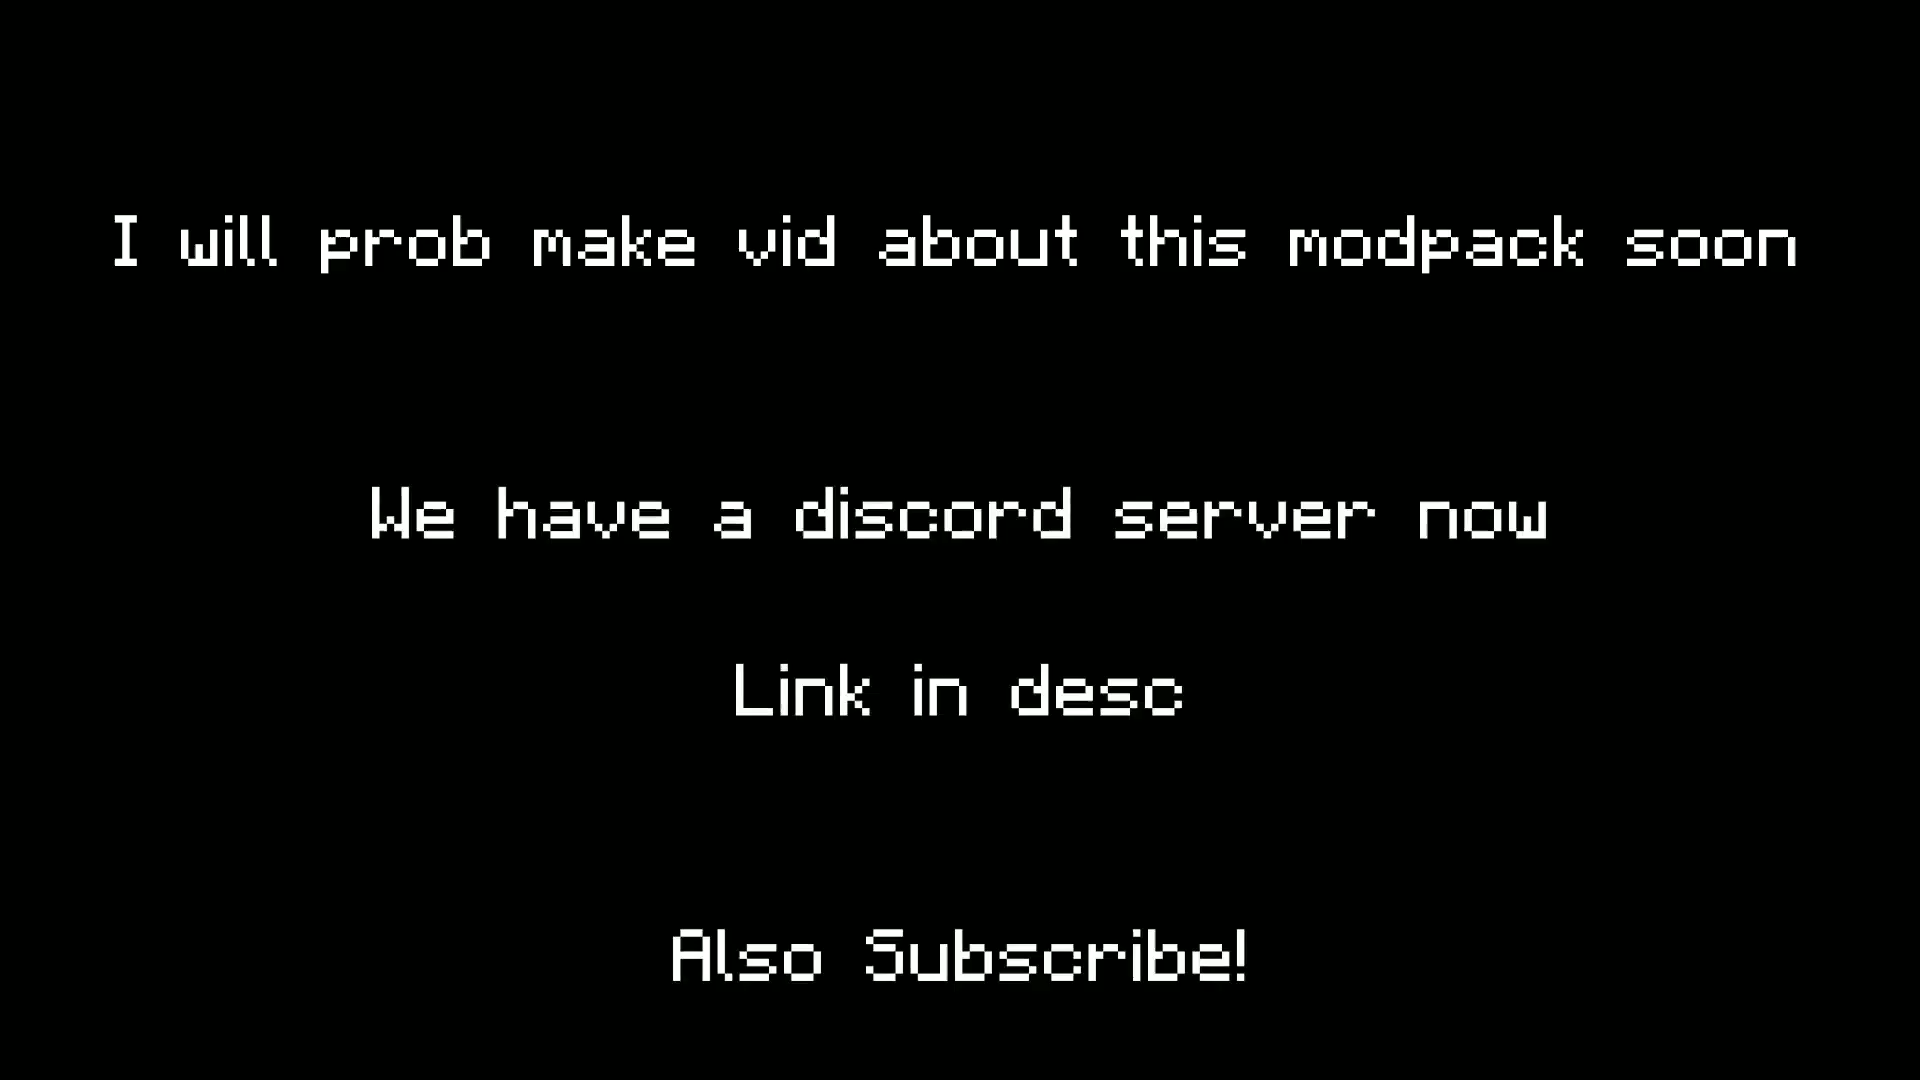 I will prob make vid about this modpack soon
We have a discord server now
Link in desc
Also Subscribe!